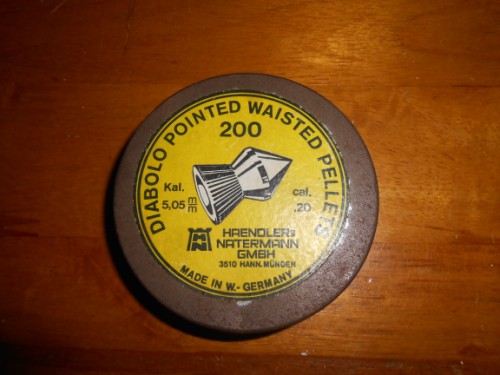 DIABOLO POINTED WAISTED PELLETS
200
Kal.
5,05 mm
cal.
.20
HAENDLER &
NATERMANN
GMBH
3510 HANN. MÜNDEN
MADE IN W.-GERMANY